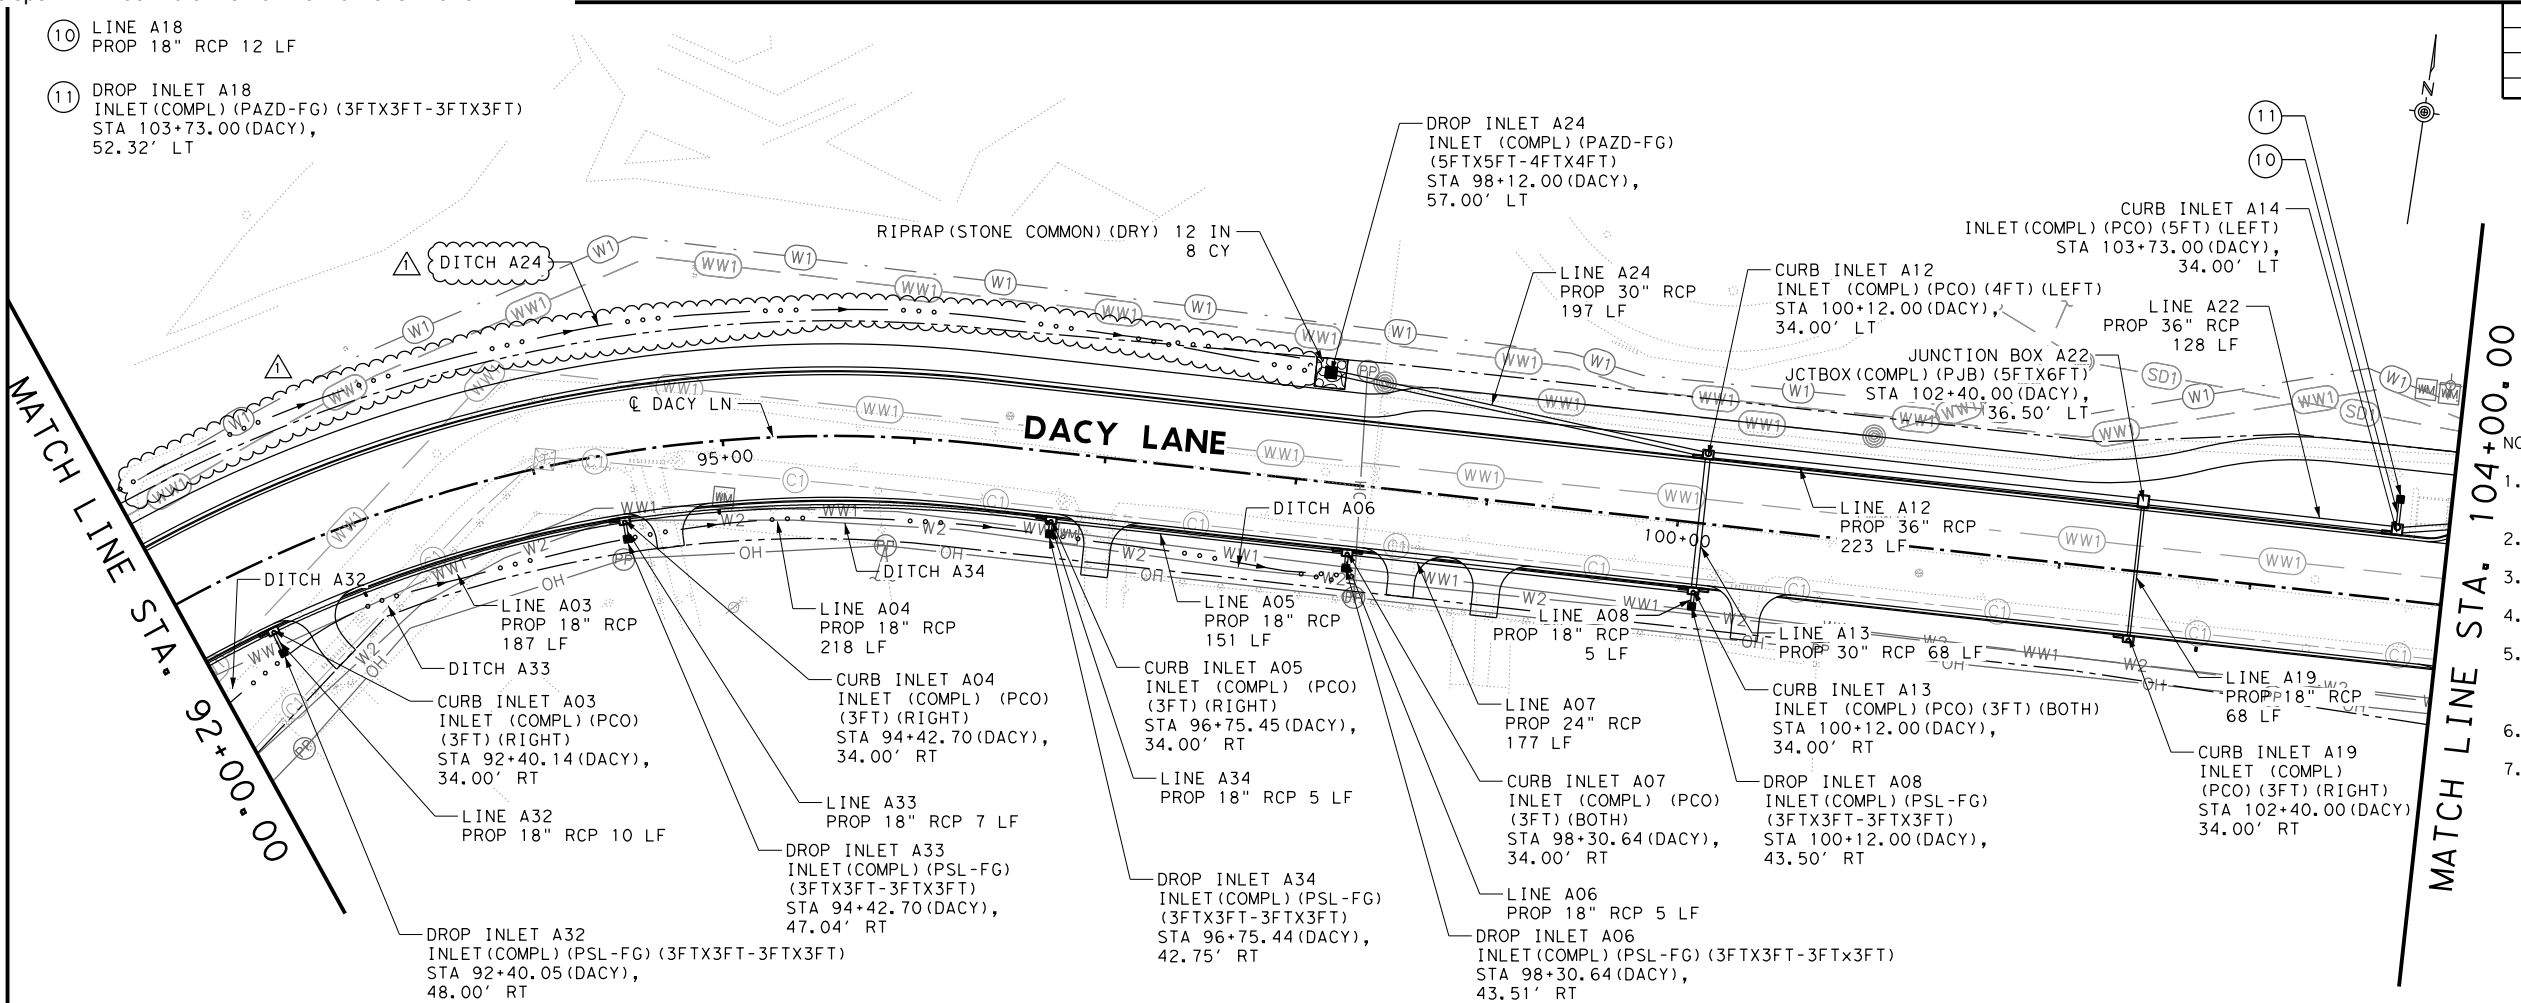 10 LINE A18
PROP 18" RCP 12 LF
11 DROP INLET A18
INLET(COMPL)(PAZD-FG)(3FTX3FT-3FTX3FT)
STA 103+73.00(DACY),
52.32' LT
DROP INLET A24
INLET (COMPL)(PAZD-FG)
(5FTX5FT-4FTX4FT)
STA 98+12.00(DACY),
57.00' LT
RIPRAP(STONE COMMON)(DRY) 12 IN
8 CY
1 DITCH A24
1
N
11
10
CURB INLET A14
INLET(COMPL)(PCO)(5FT)(LEFT)
STA 103+73.00(DACY),
34.00' LT
LINE A24
PROP 30" RCP
197 LF
CURB INLET A12
INLET (COMPL)(PCO)(4FT)(LEFT)
STA 100+12.00(DACY),
34.00' LT
LINE A22
PROP 36" RCP
128 LF
JUNCTION BOX A22
JCTBOX(COMPL)(PJB)(5FTX6FT)
STA 102+40.00(DACY),
36.50' LT
MATCH LINE STA. 92+00.00
℄ DACY LN
DACY LANE
95+00
100+00
MATCH LINE STA. 104+00.00
DITCH A06
LINE A12
PROP 36" RCP
223 LF
DITCH A32
DITCH A34
LINE A03
PROP 18" RCP
187 LF
LINE A04
PROP 18" RCP
218 LF
LINE A05
PROP 18" RCP
151 LF
LINE A08
PROP 18" RCP
5 LF
LINE A13
PROP 30" RCP 68 LF
DITCH A33
CURB INLET A03
INLET (COMPL)(PCO)
(3FT)(RIGHT)
STA 92+40.14(DACY),
34.00' RT
CURB INLET A04
INLET (COMPL) (PCO)
(3FT)(RIGHT)
STA 94+42.70(DACY),
34.00' RT
CURB INLET A05
INLET (COMPL) (PCO)
(3FT)(RIGHT)
STA 96+75.45(DACY),
34.00' RT
LINE A07
PROP 24" RCP
177 LF
CURB INLET A13
INLET (COMPL)(PCO)(3FT)(BOTH)
STA 100+12.00(DACY),
34.00' RT
LINE A19
PROP 18" RCP
68 LF
CURB INLET A19
INLET (COMPL)
(PCO)(3FT)(RIGHT)
STA 102+40.00(DACY)
34.00' RT
LINE A32
PROP 18" RCP 10 LF
LINE A33
PROP 18" RCP 7 LF
LINE A34
PROP 18" RCP 5 LF
CURB INLET A07
INLET (COMPL) (PCO)
(3FT)(BOTH)
STA 98+30.64(DACY),
34.00' RT
DROP INLET A08
INLET(COMPL)(PSL-FG)
(3FTX3FT-3FTX3FT)
STA 100+12.00(DACY),
43.50' RT
DROP INLET A33
INLET(COMPL)(PSL-FG)
(3FTX3FT-3FTX3FT)
STA 94+42.70(DACY),
47.04' RT
DROP INLET A34
INLET(COMPL)(PSL-FG)
(3FTX3FT-3FTX3FT)
STA 96+75.44(DACY),
42.75' RT
LINE A06
PROP 18" RCP 5 LF
DROP INLET A32
INLET(COMPL)(PSL-FG)(3FTX3FT-3FTX3FT)
STA 92+40.05(DACY),
48.00' RT
DROP INLET A06
INLET(COMPL)(PSL-FG)(3FTX3FT-3FTx3FT)
STA 98+30.64(DACY),
43.51' RT
1.
2.
3.
4.
5.
6.
7.